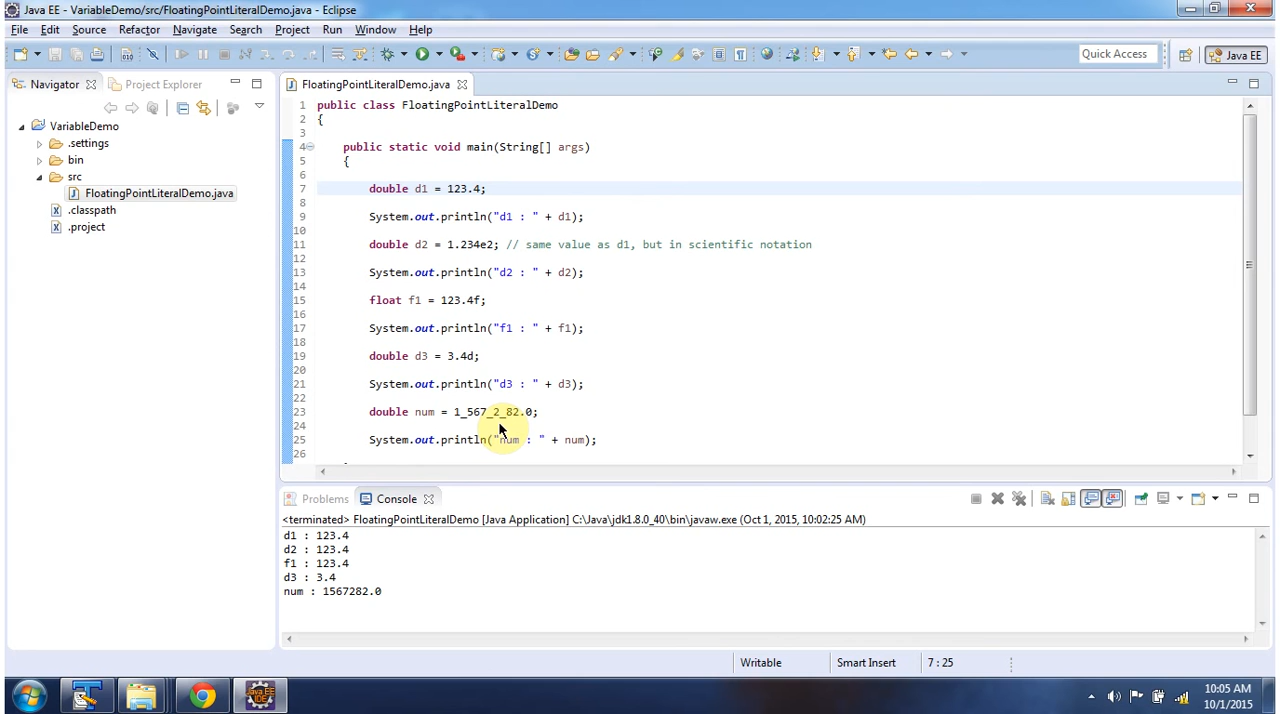 Java EE - VariableDemo/src/FloatingPointLiteralDemo.java - Eclipse
File Edit Source Refactor Navigate Search Project Run Window Help
Quick Access
Java EE
Navigator
Project Explorer
VariableDemo
.settings
bin
src
FloatingPointLiteralDemo.java
.classpath
.project
FloatingPointLiteralDemo.java
1 public class FloatingPointLiteralDemo
2 {
3
4 public static void main(String[] args)
5 {
6
7 double d1 = 123.4;
8
9 System.out.println("d1 : " + d1);
10
11 double d2 = 1.234e2; // same value as d1, but in scientific notation
12
13 System.out.println("d2 : " + d2);
14
15 float f1 = 123.4f;
16
17 System.out.println("f1 : " + f1);
18
19 double d3 = 3.4d;
20
21 System.out.println("d3 : " + d3);
22
23 double num = 1_567_2_82.0;
24
25 System.out.println("num : " + num);
26
Problems
Console
<terminated> FloatingPointLiteralDemo [Java Application] C:\Java\jdk1.8.0_40\bin\javaw.exe (Oct 1, 2015, 10:02:25 AM)
d1 : 123.4
d2 : 123.4
f1 : 123.4
d3 : 3.4
num : 1567282.0
Writable
Smart Insert
7 : 25
Java EE
IDE
10:05 AM
10/1/2015